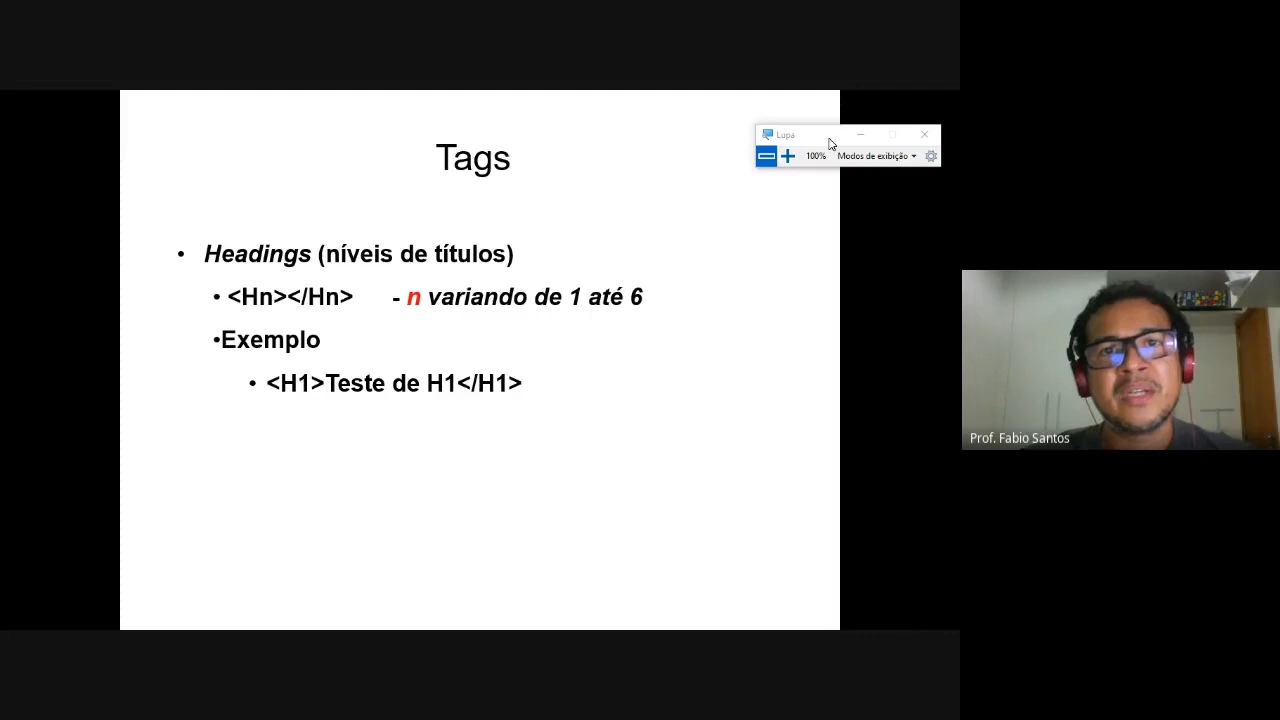 Tags
Lupa
100% Modos de exibição
• Headings (níveis de títulos)
• <Hn></Hn> - n variando de 1 até 6
•Exemplo
• <H1>Teste de H1</H1>
Prof. Fabio Santos